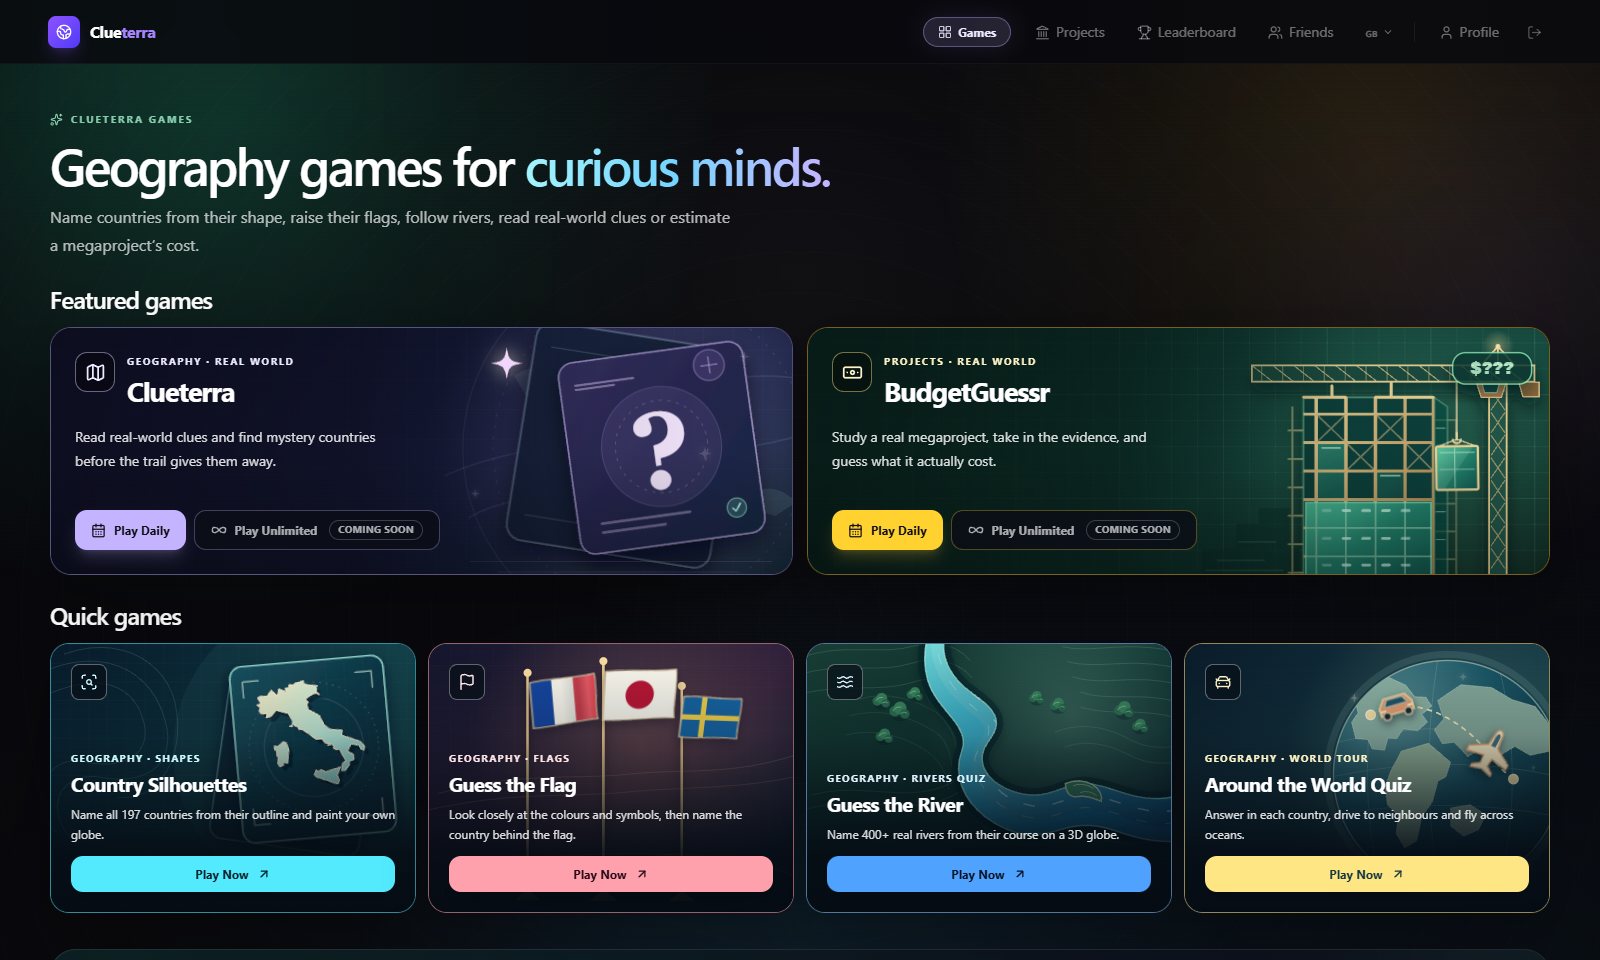 Clueterra
Games
Projects
Leaderboard
Friends
GB
Profile
CLUETERRA GAMES
Geography games for curious minds.
Name countries from their shape, raise their flags, follow rivers, read real-world clues or estimate
a megaproject's cost.
Featured games
GEOGRAPHY • REAL WORLD
Clueterra
Read real-world clues and find mystery countries
before the trail gives them away.
Play Daily
Play Unlimited
COMING SOON
?
PROJECTS • REAL WORLD
BudgetGuessr
Study a real megaproject, take in the evidence, and
guess what it actually cost.
Play Daily
Play Unlimited
COMING SOON
$???
Quick games
GEOGRAPHY • SHAPES
Country Silhouettes
Name all 197 countries from their outline and paint your own
globe.
Play Now
GEOGRAPHY • FLAGS
Guess the Flag
Look closely at the colours and symbols, then name the
country behind the flag.
Play Now
GEOGRAPHY • RIVERS QUIZ
Guess the River
Name 400+ real rivers from their course on a 3D globe.
Play Now
GEOGRAPHY • WORLD TOUR
Around the World Quiz
Answer in each country, drive to neighbours and fly across
oceans.
Play Now